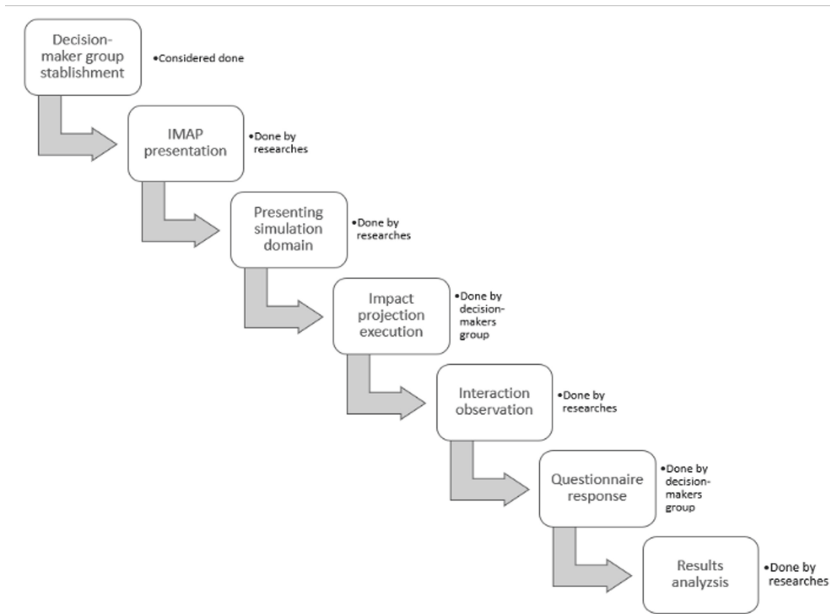 Decision-
maker group
stablishment
•Considered done
IMAP
presentation
•Done by
researches
Presenting
simulation
domain
•Done by
researches
Impact
projection
execution
•Done by
decision-
makers
group
Interaction
observation
•Done by
researches
Questionnaire
response
•Done by
decision-
makers
group
Results
analyzsis
•Done by
researches